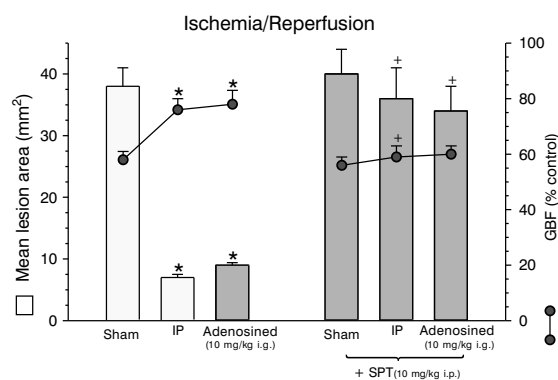 Ischemia/Reperfusion
Mean lesion area (mm²)
40
30
20
10
0
100
80
60
40
20
0
GBF (% control)
* *
* *
+ +
+
Sham IP Adenosined Sham IP Adenosined
(10 mg/kg i.g.) (10 mg/kg i.g.)
+ SPT(10 mg/kg i.p.)